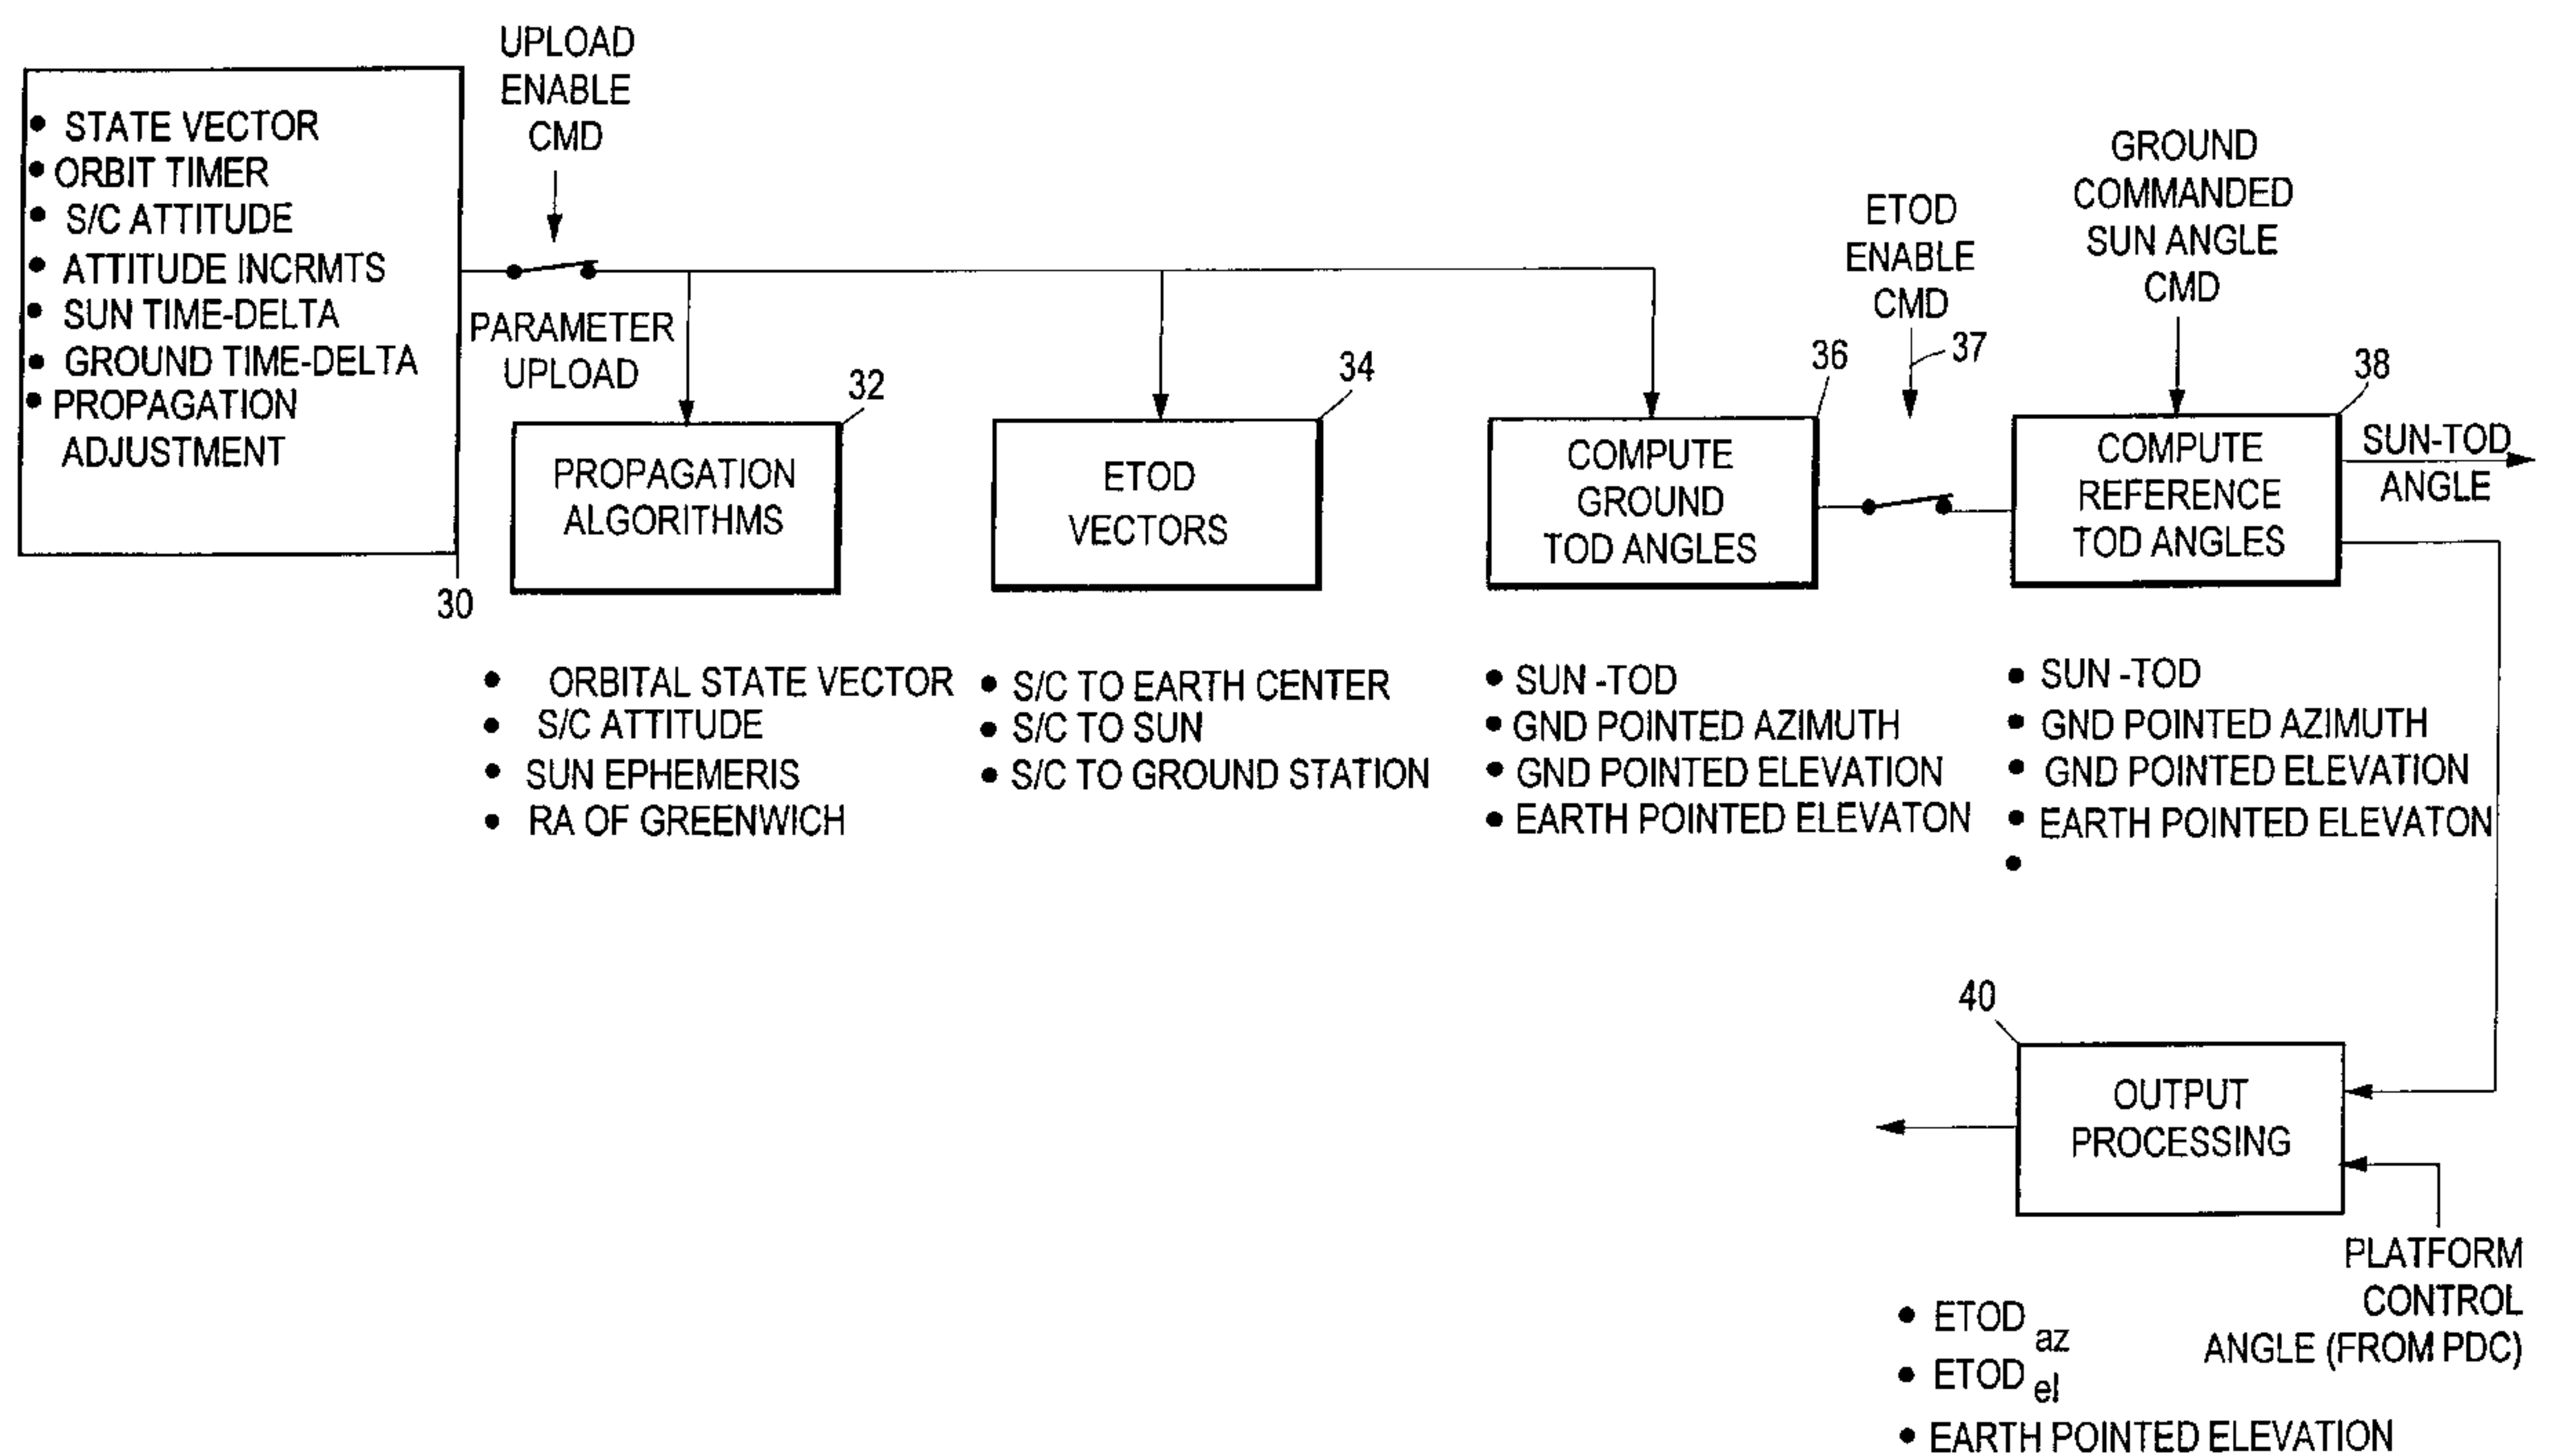 UPLOAD
ENABLE
CMD
• STATE VECTOR
• ORBIT TIMER
• S/C ATTITUDE
• ATTITUDE INCRMTS
• SUN TIME-DELTA
• GROUND TIME-DELTA
• PROPAGATION
ADJUSTMENT
30
PARAMETER
UPLOAD
32
PROPAGATION
ALGORITHMS
• ORBITAL STATE VECTOR
• S/C ATTITUDE
• SUN EPHEMERIS
• RA OF GREENWICH
34
ETOD
VECTORS
• S/C TO EARTH CENTER
• S/C TO SUN
• S/C TO GROUND STATION
36
COMPUTE
GROUND
TOD ANGLES
• SUN -TOD
• GND POINTED AZIMUTH
• GND POINTED ELEVATION
• EARTH POINTED ELEVATON
ETOD
ENABLE
CMD
37
GROUND
COMMANDED
SUN ANGLE
CMD
38
COMPUTE
REFERENCE
TOD ANGLES
SUN-TOD
ANGLE
• SUN -TOD
• GND POINTED AZIMUTH
• GND POINTED ELEVATION
• EARTH POINTED ELEVATON
•
40
OUTPUT
PROCESSING
PLATFORM
CONTROL
ANGLE (FROM PDC)
• ETOD az
• ETOD el
• EARTH POINTED ELEVATION